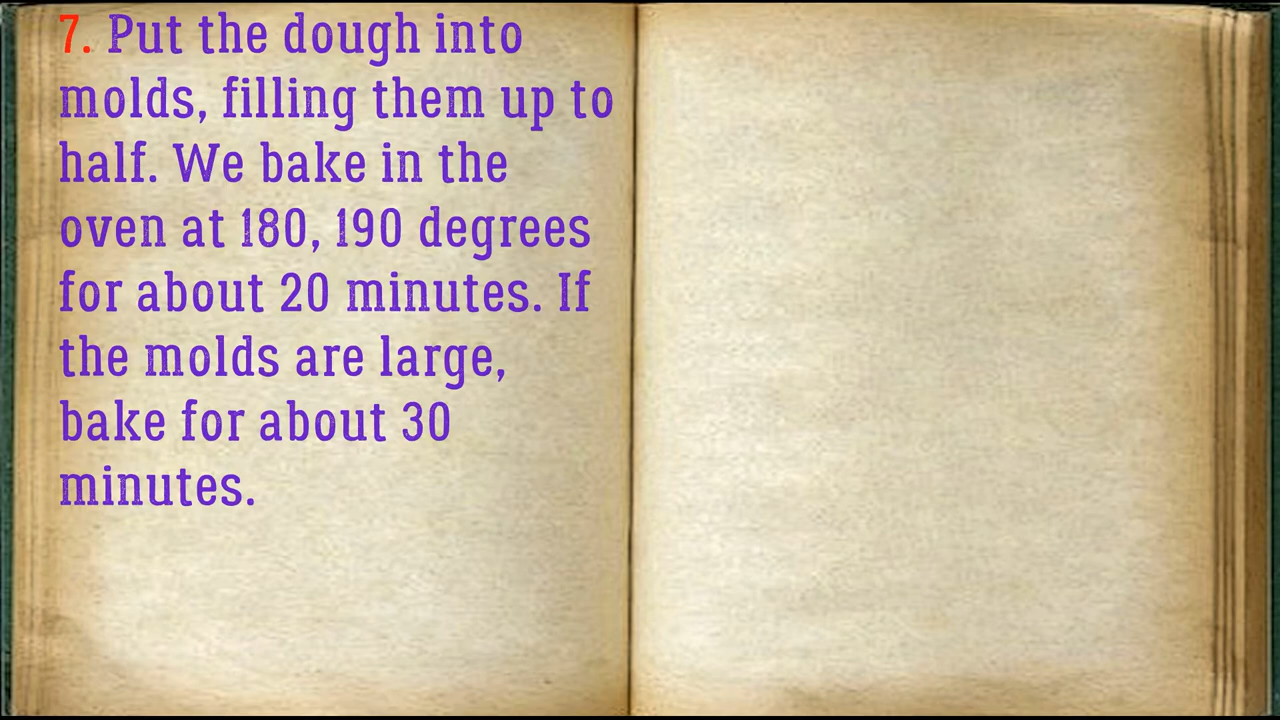 7. Put the dough into
molds, filling them up to
half. We bake in the
oven at 180, 190 degrees
for about 20 minutes. If
the molds are large,
bake for about 30
minutes.